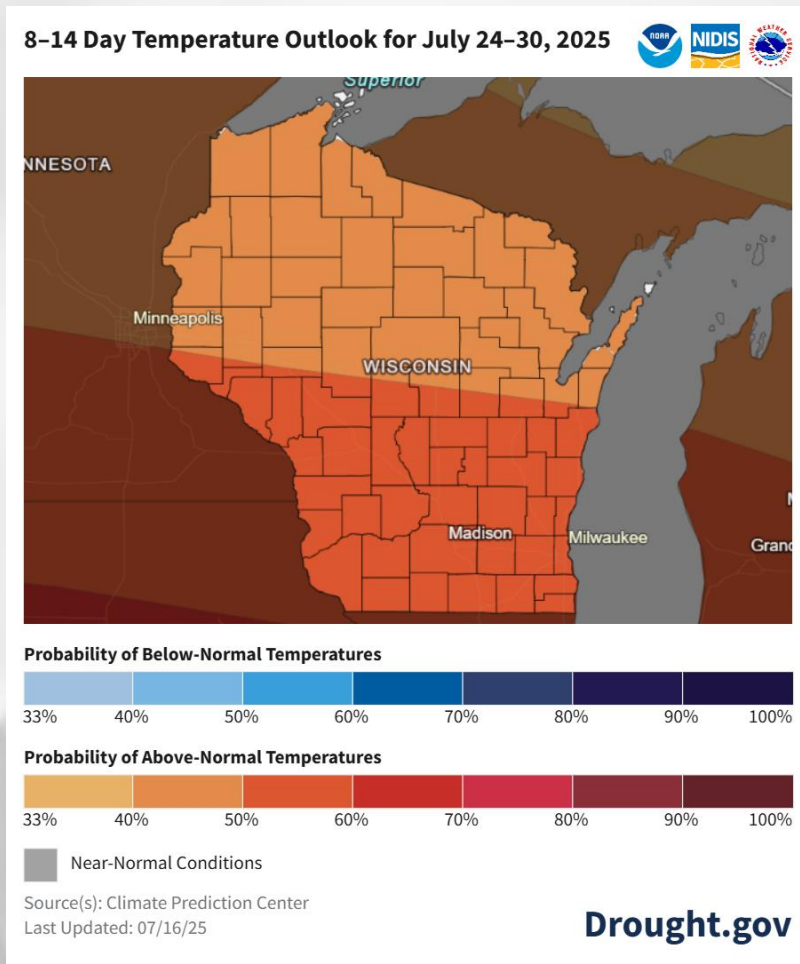 8–14 Day Temperature Outlook for July 24–30, 2025
NOAA
NIDIS
Superior
NNESOTA
Minneapolis
WISCONSIN
Madison
Milwaukee
Grand
Probability of Below-Normal Temperatures
33% 40% 50% 60% 70% 80% 90% 100%
Probability of Above-Normal Temperatures
33% 40% 50% 60% 70% 80% 90% 100%
Near-Normal Conditions
Source(s): Climate Prediction Center
Last Updated: 07/16/25
Drought.gov